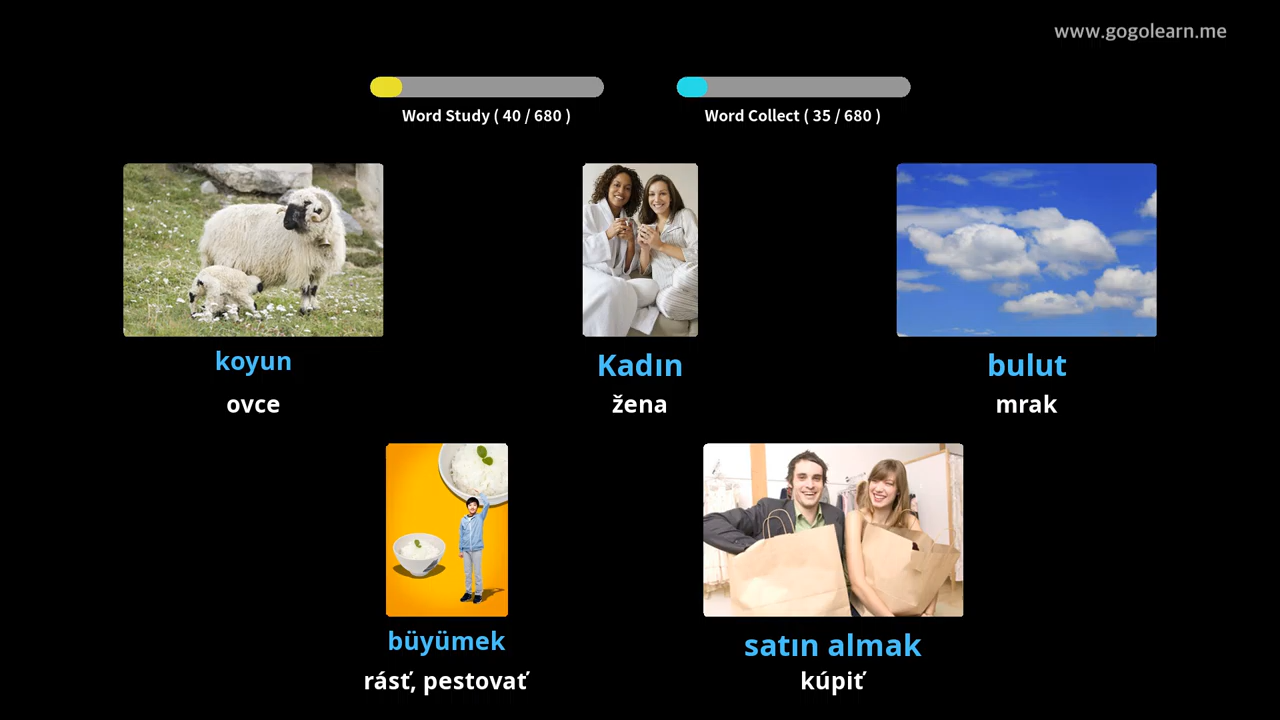 www.gogolearn.me
Word Study ( 40 / 680 )
Word Collect ( 35 / 680 )
koyun
ovce
Kadın
žena
bulut
mrak
büyümek
rásť, pestovať
satın almak
kúpiť